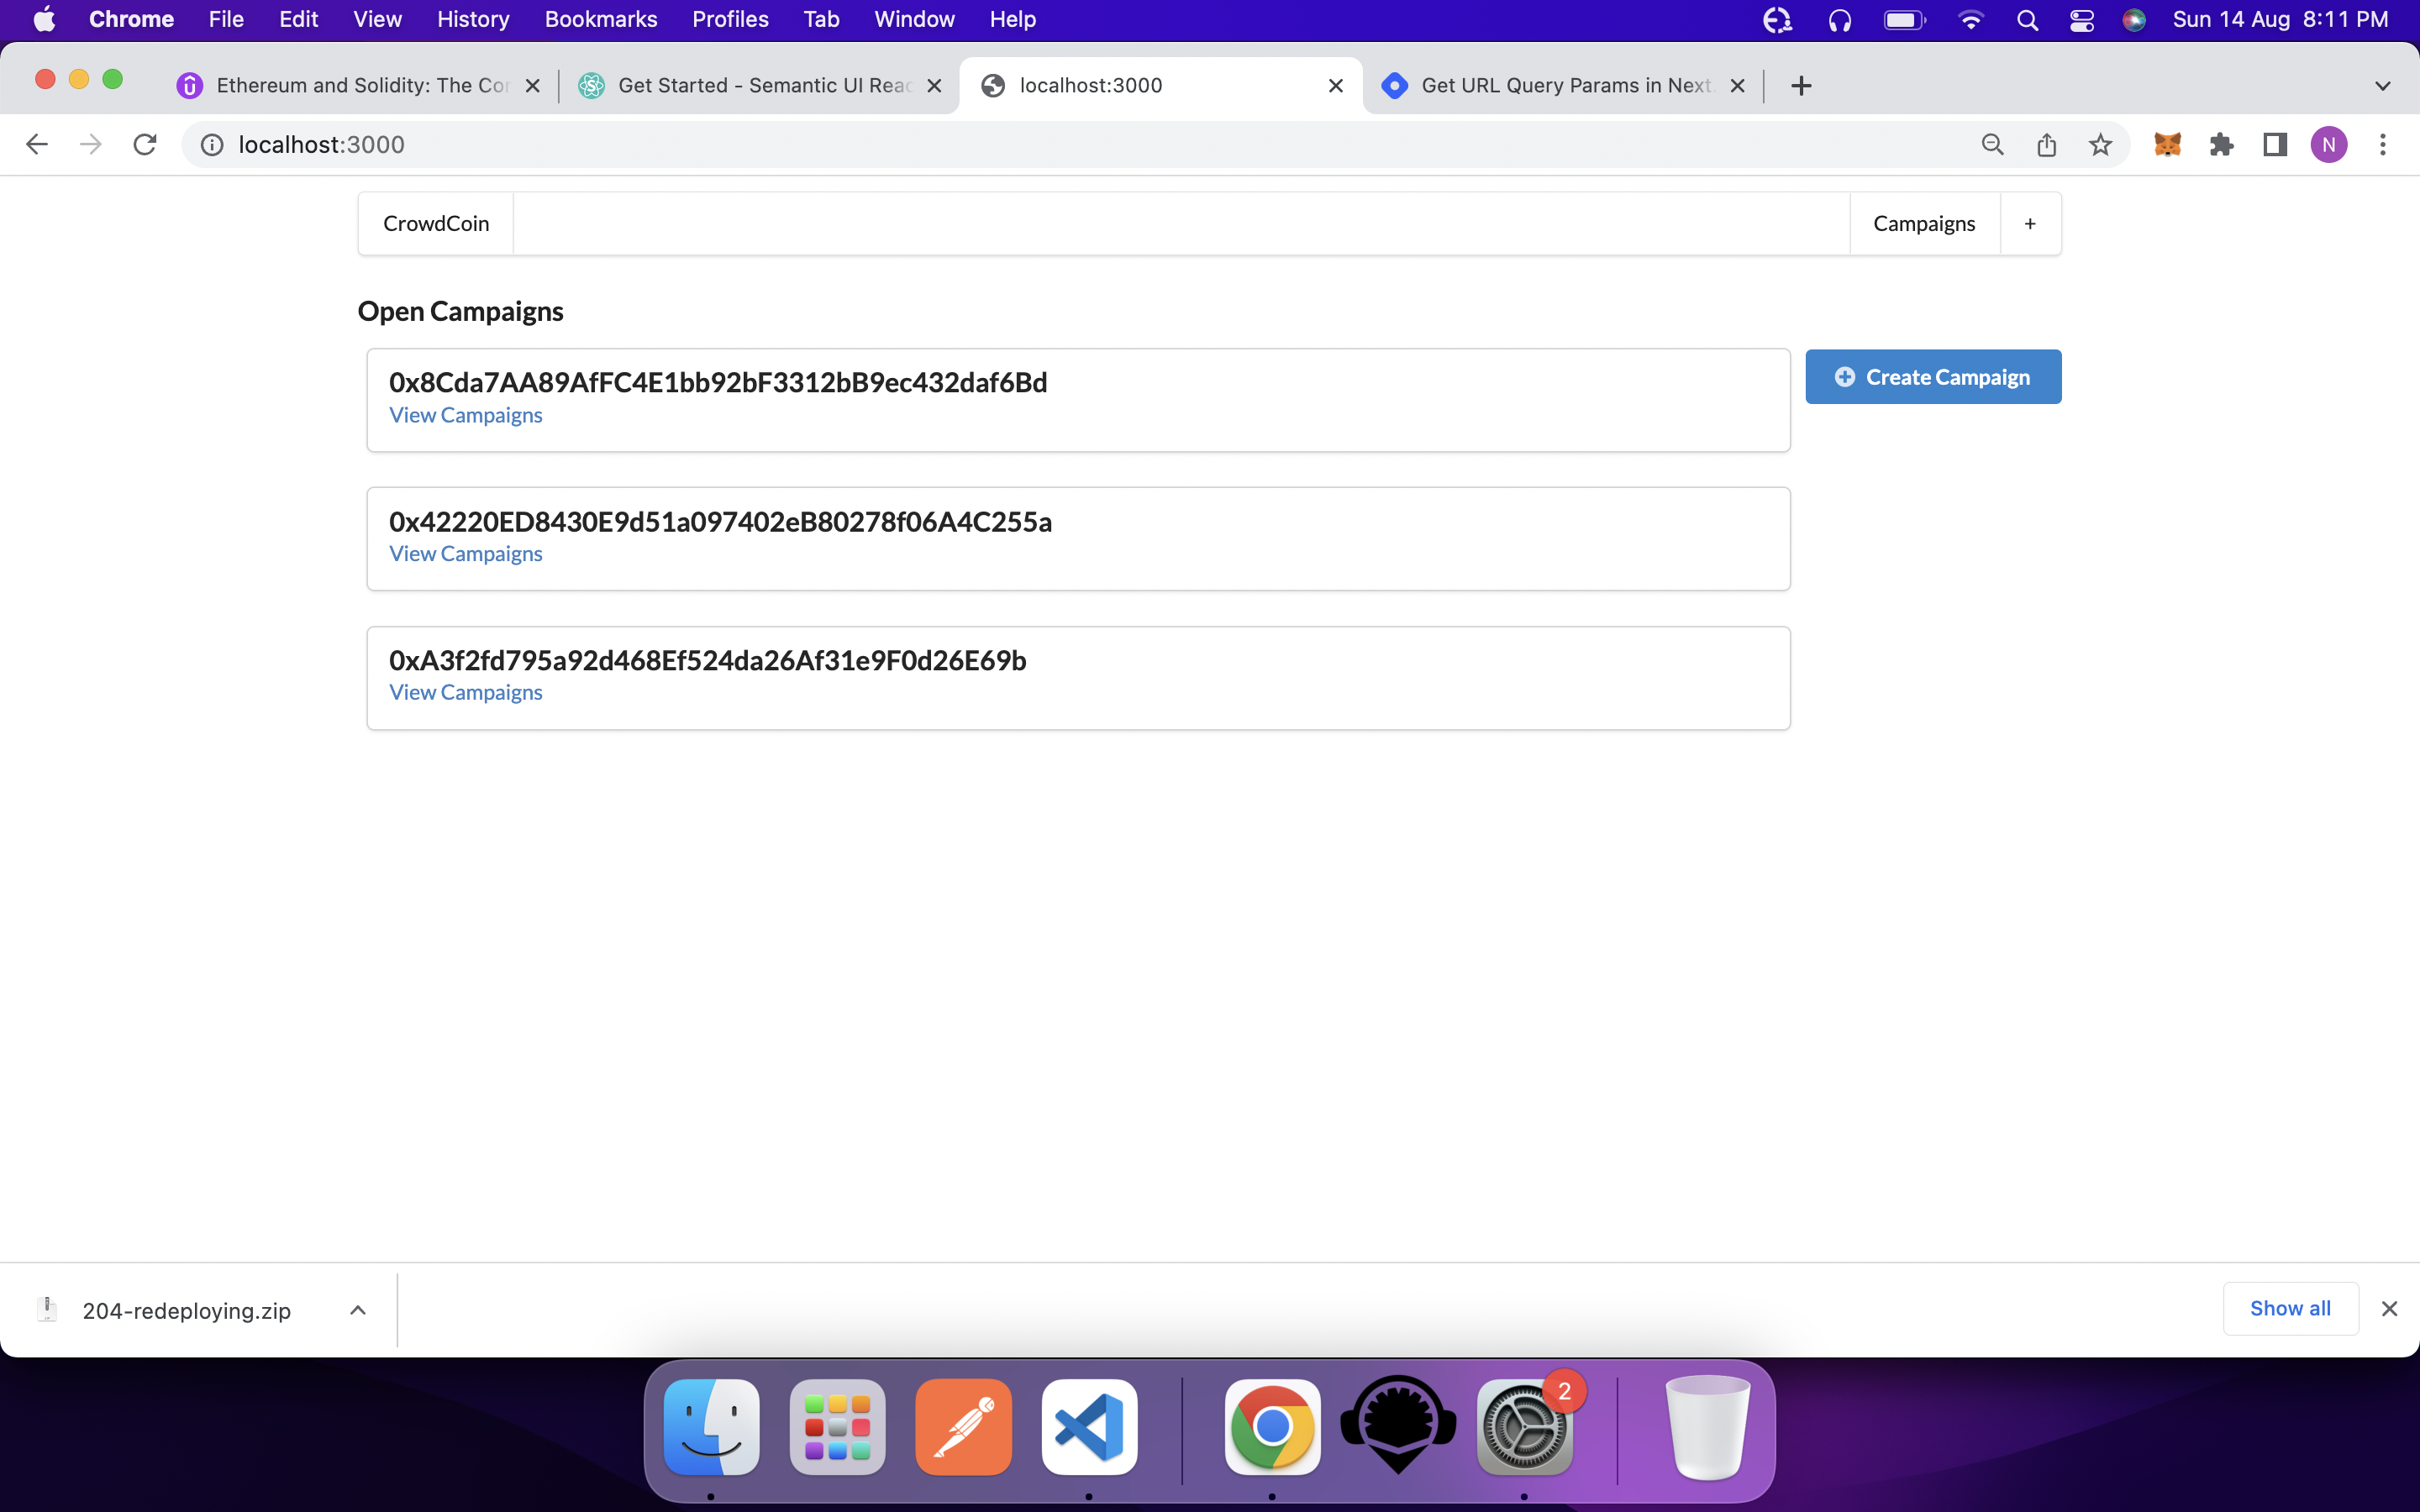 Chrome File Edit View History Bookmarks Profiles Tab Window Help Sun 14 Aug 8:11 PM
Ethereum and Solidity: The Cor Get Started - Semantic UI Reac localhost:3000 Get URL Query Params in Next.
localhost:3000 N
CrowdCoin Campaigns +
Open Campaigns
0x8Cda7AA89AfFC4E1bb92bF3312bB9ec432daf6Bd
View Campaigns
Create Campaign
0x42220ED8430E9d51a097402eB80278f06A4C255a
View Campaigns
0xA3f2fd795a92d468Ef524da26Af31e9F0d26E69b
View Campaigns
204-redeploying.zip Show all
2